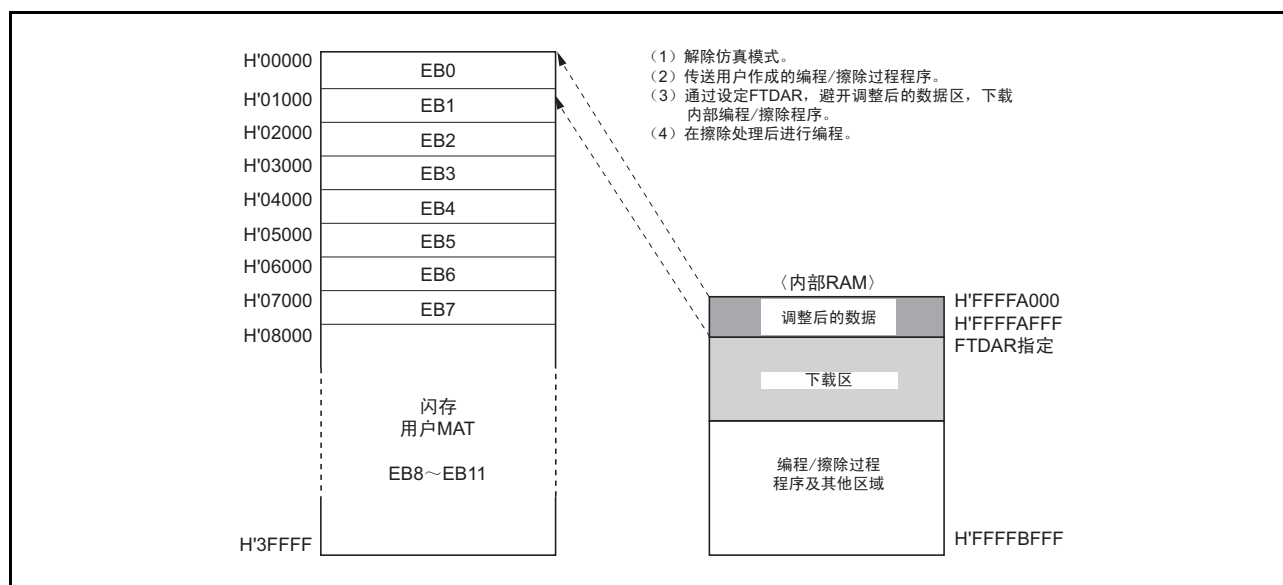 H'00000
EB0
H'01000
EB1
H'02000
EB2
H'03000
EB3
H'04000
EB4
H'05000
EB5
H'06000
EB6
H'07000
EB7
H'08000
闪存
用户MAT
EB8～EB11
H'3FFFF
（1）解除仿真模式。
（2）传送用户作成的编程/擦除过程程序。
（3）通过设定FTDAR，避开调整后的数据区，下载
内部编程/擦除程序。
（4）在擦除处理后进行编程。
〈内部RAM〉
调整后的数据
H'FFFFA000
H'FFFFAFFF
FTDAR指定
下载区
编程/擦除过程
程序及其他区域
H'FFFFBFFF